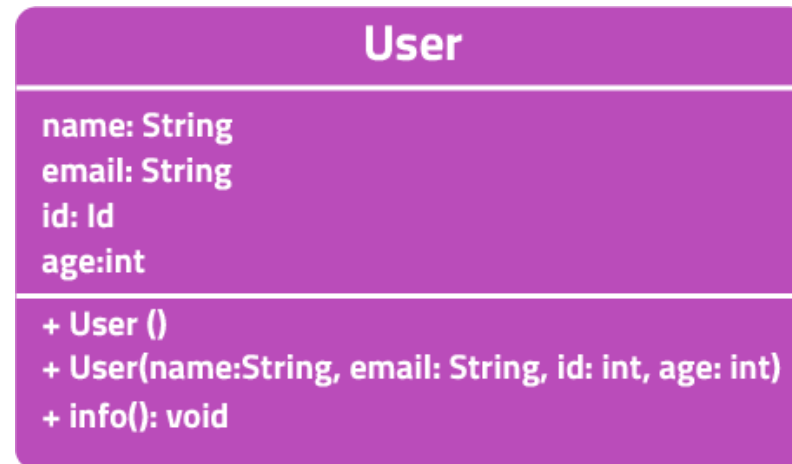 User
name: String
email: String
id: Id
age:int
+ User ()
+ User(name:String, email: String, id: int, age: int)
+ info(): void